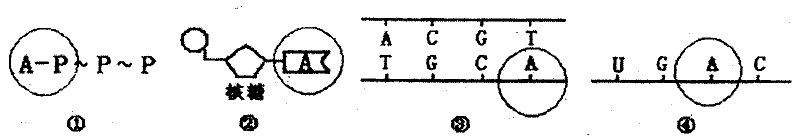 A-P~P~P
A
核糖
A C G T
T G C A
U G A C
① ② ③ ④